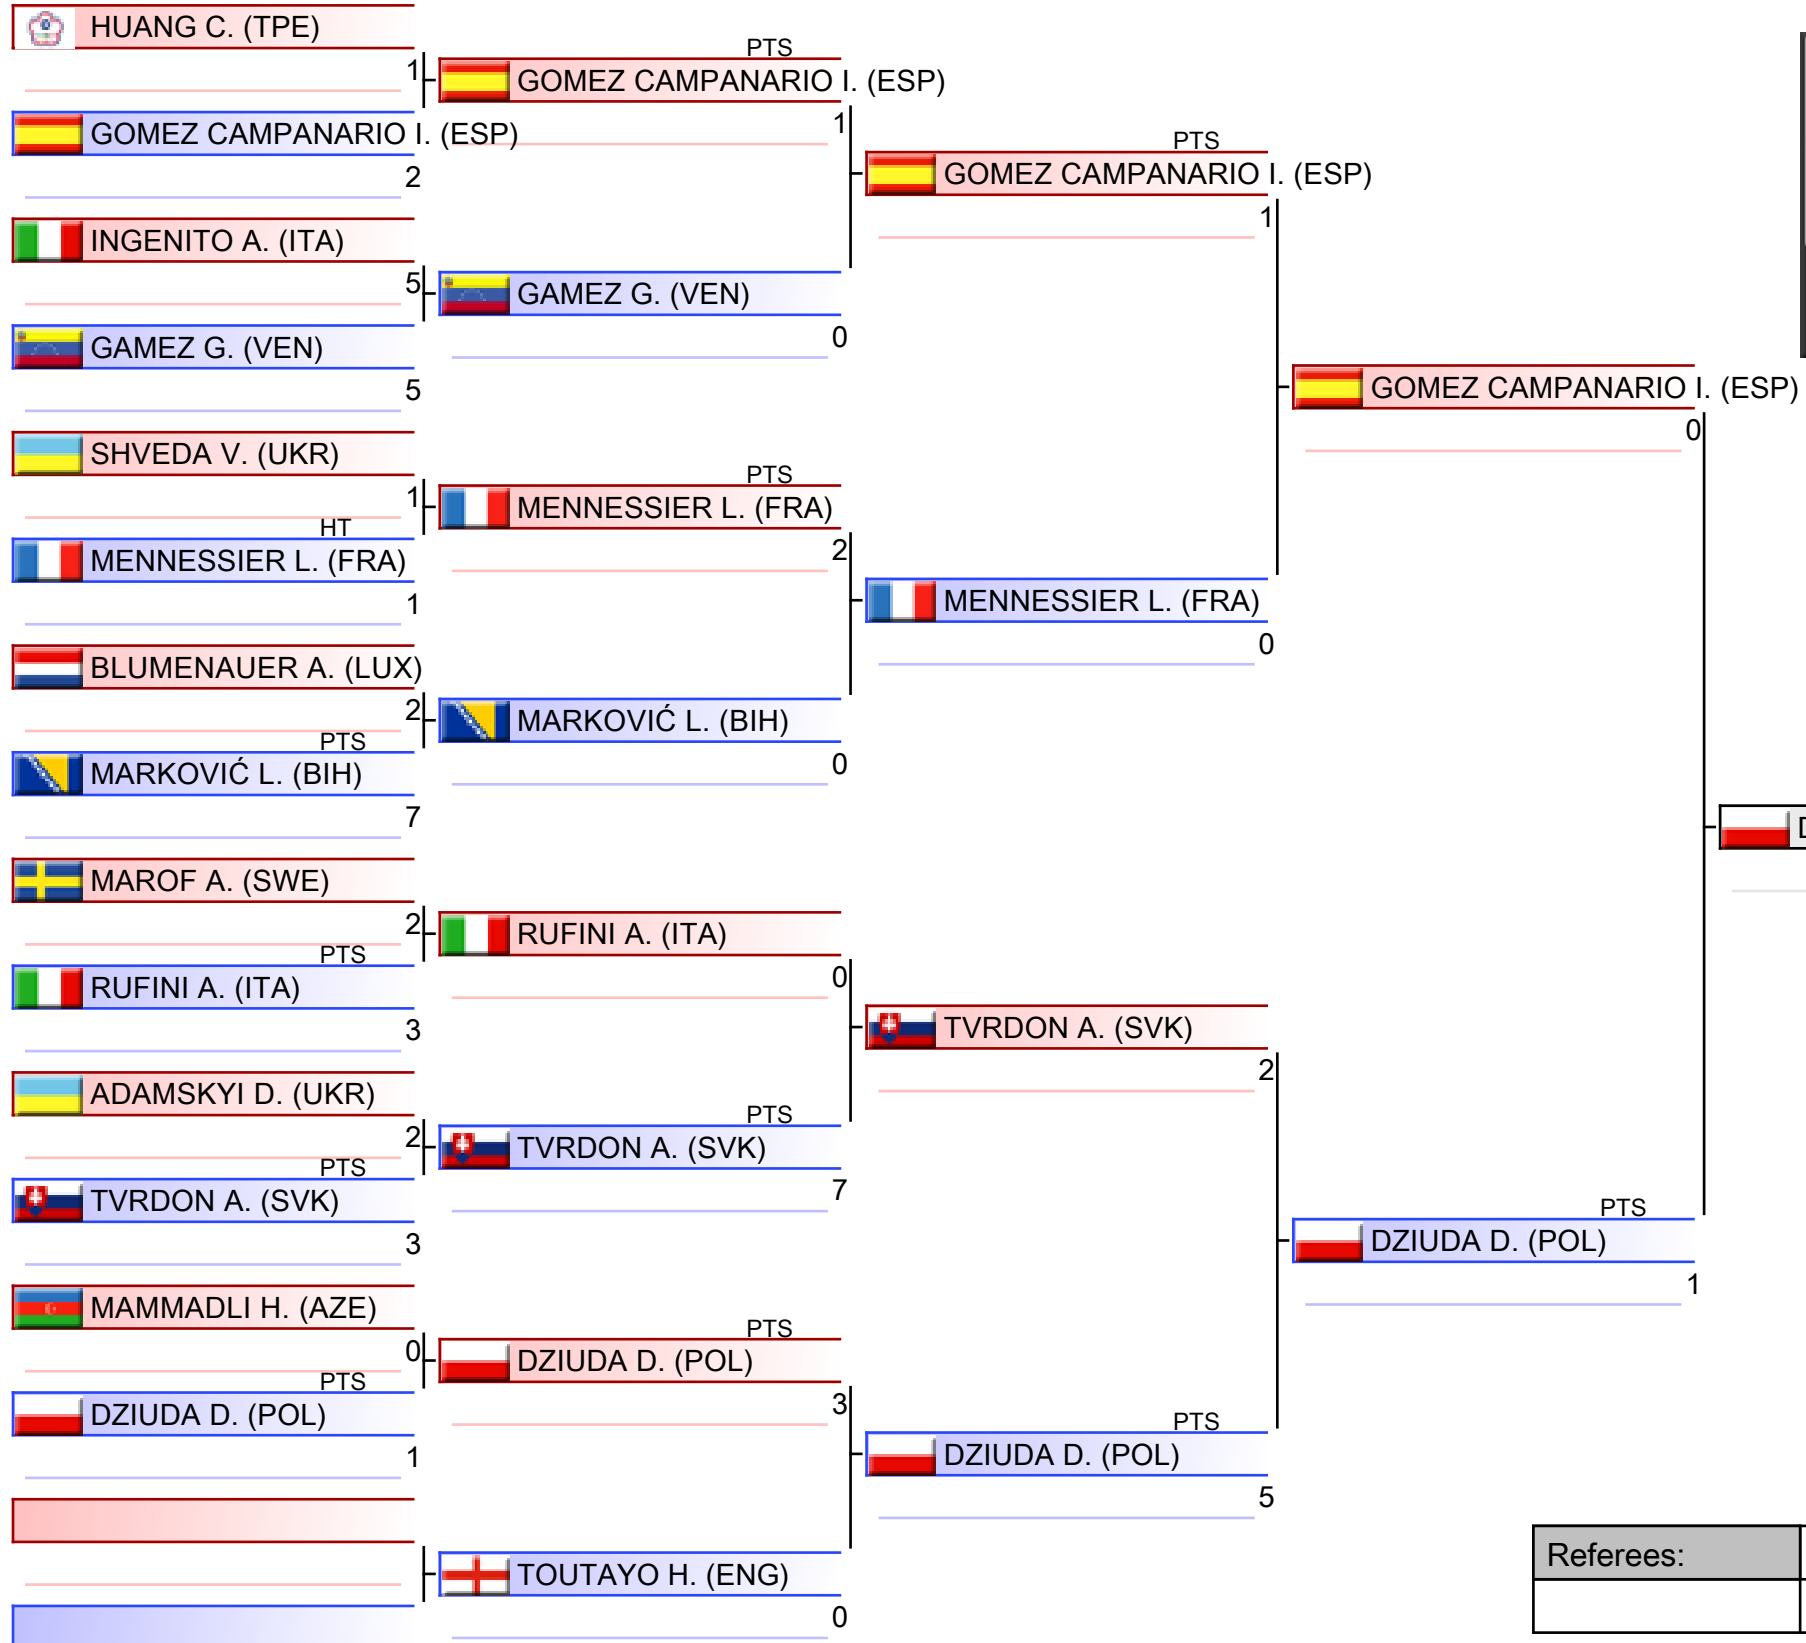 HUANG C. (TPE)
1
GOMEZ CAMPANARIO I. (ESP)
2
INGENITO A. (ITA)
5
GAMEZ G. (VEN)
5
SHVEDA V. (UKR)
1
HT
MENNESSIER L. (FRA)
1
BLUMENAUER A. (LUX)
2
PTS
MARKOVIĆ L. (BIH)
7
MAROF A. (SWE)
2
PTS
RUFINI A. (ITA)
3
ADAMSKYI D. (UKR)
2
PTS
TVRDON A. (SVK)
3
MAMMADLI H. (AZE)
0
PTS
DZIUDA D. (POL)
1
PTS
GOMEZ CAMPANARIO I. (ESP)
1
GAMEZ G. (VEN)
0
PTS
MENNESSIER L. (FRA)
2
MARKOVIĆ L. (BIH)
0
RUFINI A. (ITA)
0
PTS
TVRDON A. (SVK)
7
PTS
DZIUDA D. (POL)
3
TOUTAYO H. (ENG)
0
PTS
GOMEZ CAMPANARIO I. (ESP)
1
MENNESSIER L. (FRA)
0
TVRDON A. (SVK)
2
PTS
DZIUDA D. (POL)
5
GOMEZ CAMPANARIO I. (ESP)
0
PTS
DZIUDA D. (POL)
1
Referees: